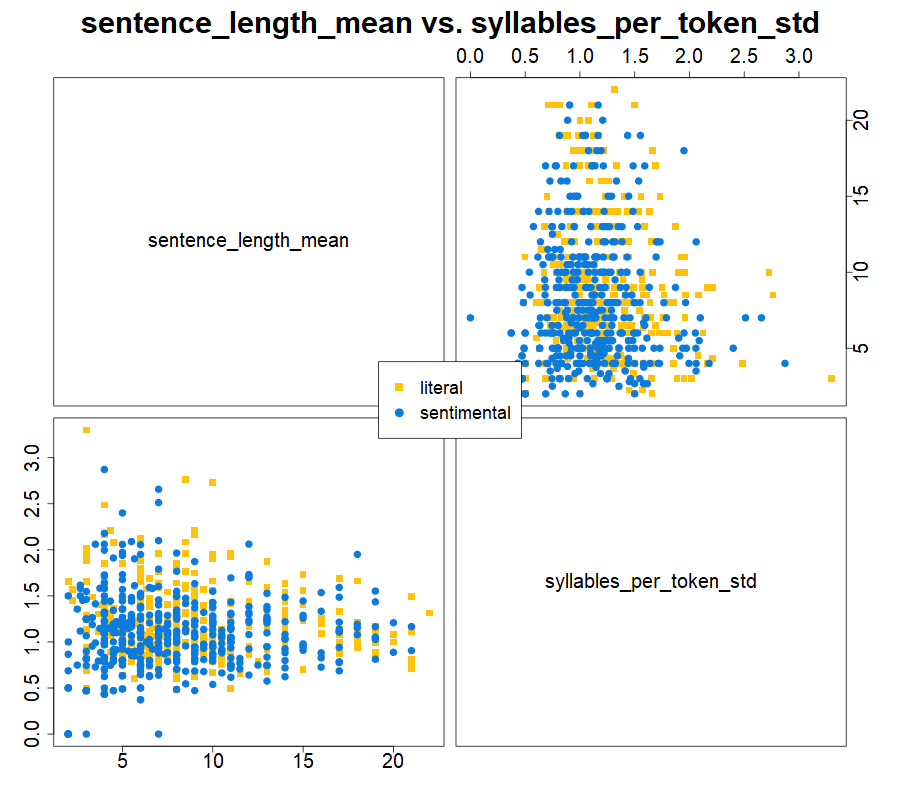 sentence_length_mean vs. syllables_per_token_std
0.0 0.5 1.0 1.5 2.0 2.5 3.0
sentence_length_mean
5 10 15 20
literal
sentimental
0.0 0.5 1.0 1.5 2.0 2.5 3.0
syllables_per_token_std
5 10 15 20